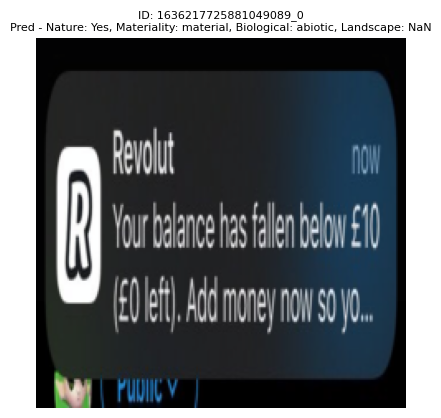 ID: 1636217725881049089_0
Pred - Nature: Yes, Materiality: material, Biological: abiotic, Landscape: NaN
Revolut
now
R
Your balance has fallen below £10
(£0 left). Add money now so yo...
Public